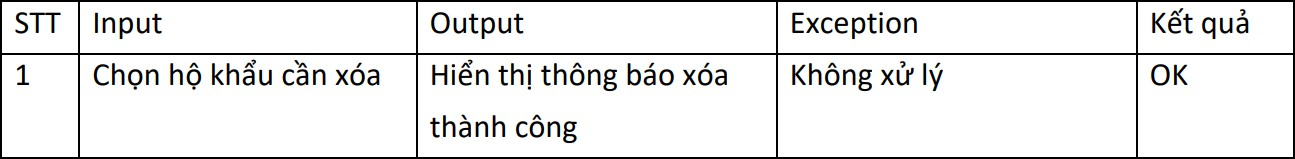 STT Input Output Exception Kết quả
1 Chọn hộ khẩu cần xóa Hiển thị thông báo xóa Không xử lý OK
thành công